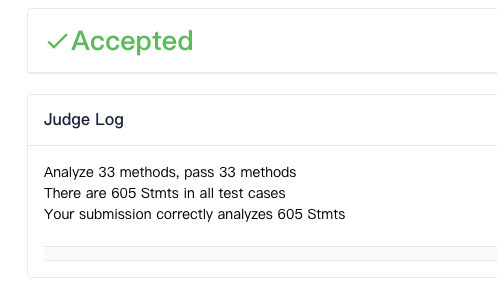 Accepted
Judge Log
Analyze 33 methods, pass 33 methods
There are 605 Stmts in all test cases
Your submission correctly analyzes 605 Stmts